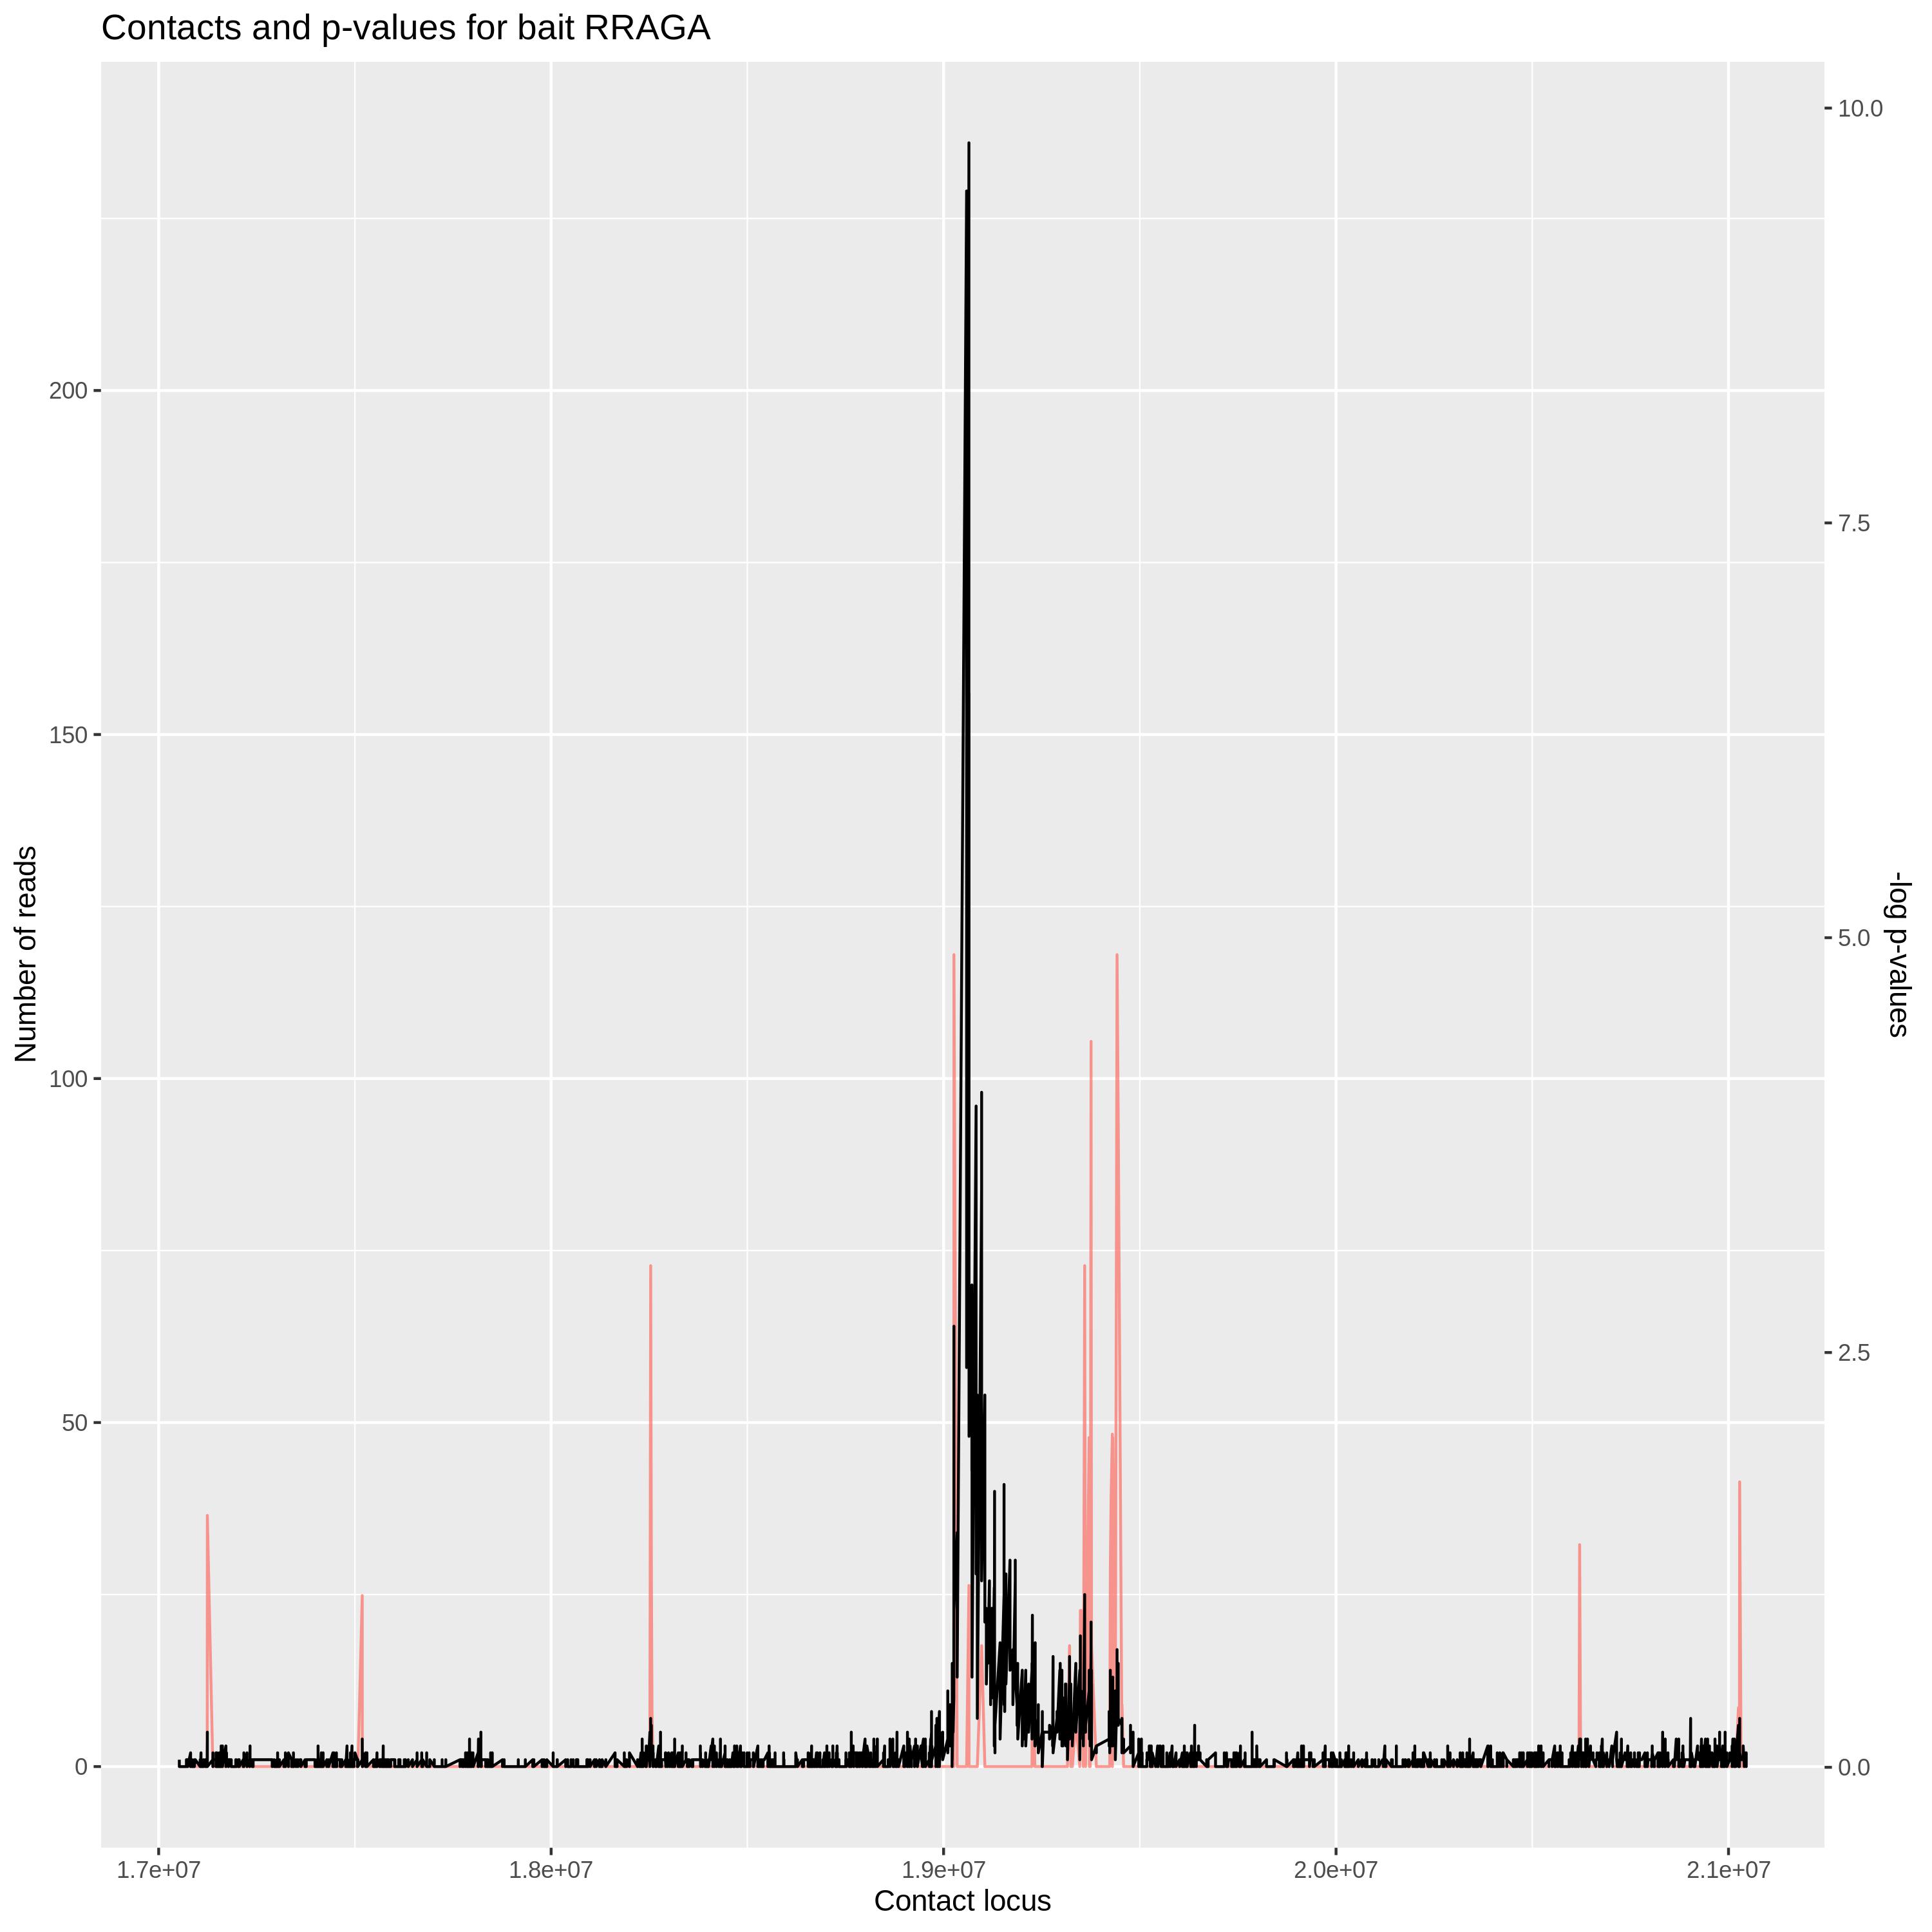 Contacts and p-values for bait RRAGA
Number of reads
200
150
100
50
0
10.0
7.5
5.0
2.5
0.0
-log p-values
1.7e+07
1.8e+07
1.9e+07
2.0e+07
2.1e+07
Contact locus